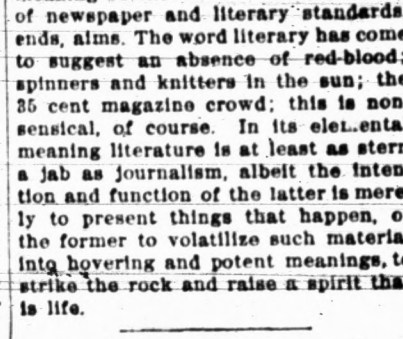 of newspaper and literary standards
ends, aims. The word literary has come
to suggest an absence of red-blood;
spinners and knitters in the sun; the
35 cent magazine crowd; this is non
sensical, of course. In its elemental
meaning literature is at least as stern
a jab as journalism, albeit the inten
tion and function of the latter is mere
ly to present things that happen, o
the former to volatilize such materia
into hovering and potent meanings, t
strike the rock and raise a spirit tha
is life.